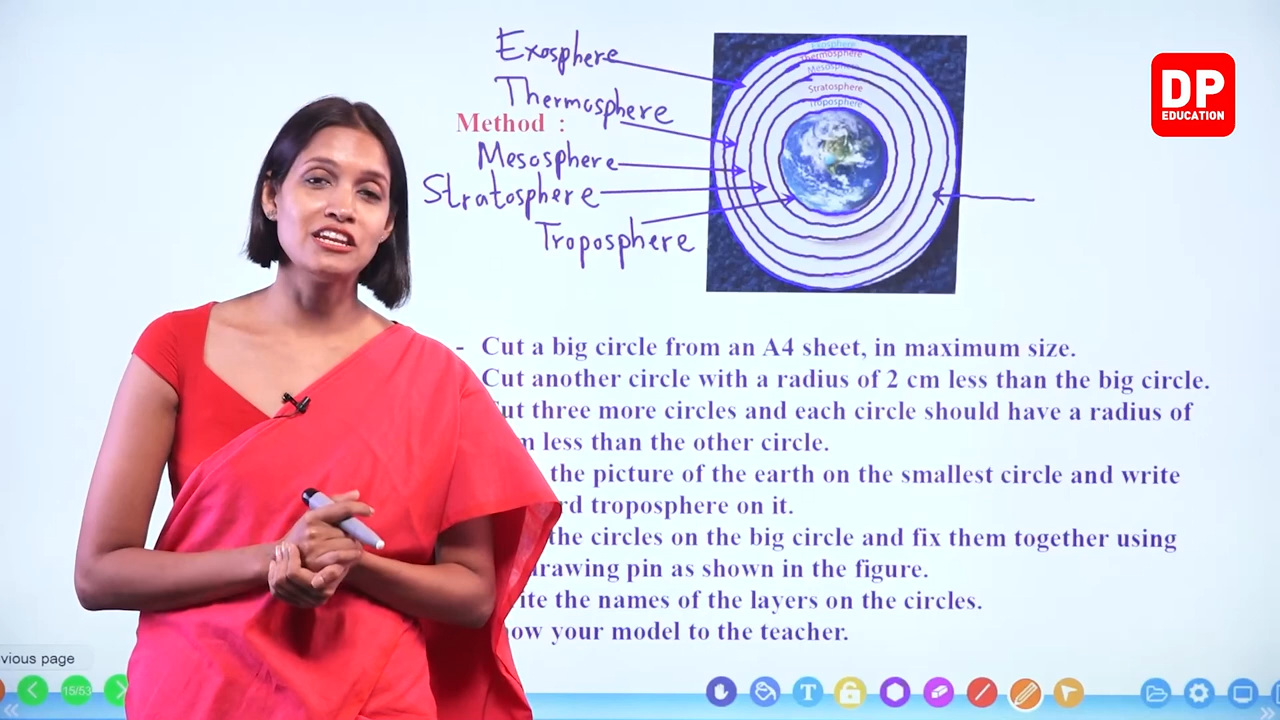 Exosphere
Thermosphere
Method :
Mesosphere
Stratosphere
Troposphere
Exosphere
Thermosphere
Mesosphere
Stratosphere
Troposphere
DP
EDUCATION
- Cut a big circle from an A4 sheet, in maximum size.
Cut another circle with a radius of 2 cm less than the big circle.
three more circles and each circle should have a radius of
less than the other circle.
the picture of the earth on the smallest circle and write
troposphere on it.
the circles on the big circle and fix them together using
drawing pin as shown in the figure.
the names of the layers on the circles.
your model to the teacher.
vious page
15/53